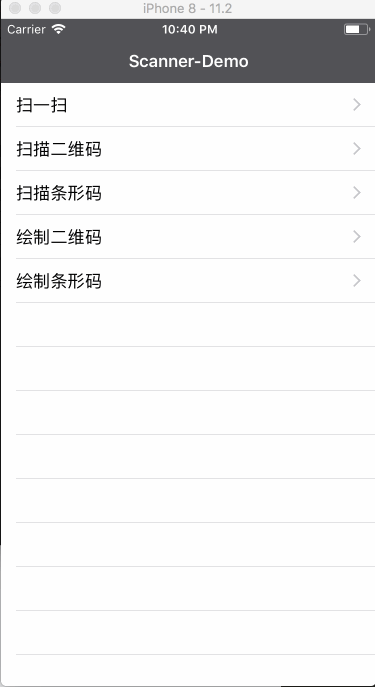 iPhone 8 - 11.2
Carrier 10:40 PM
Scanner-Demo
扫一扫
扫描二维码
扫描条形码
绘制二维码
绘制条形码